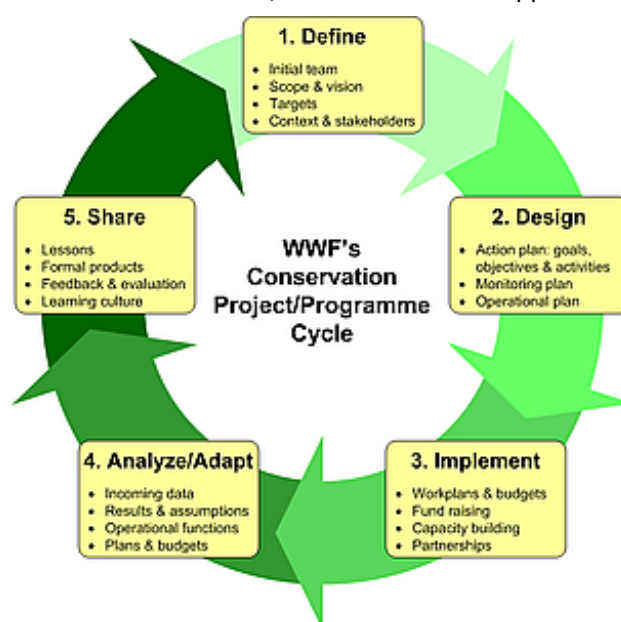 1. Define
• Initial team
• Scope & vision
• Targets
• Context & stakeholders
2. Design
• Action plan: goals,
objectives & activities
• Monitoring plan
• Operational plan
3. Implement
• Workplans & budgets
• Fund raising
• Capacity building
• Partnerships
4. Analyze/Adapt
• Incoming data
• Results & assumptions
• Operational functions
• Plans & budgets
5. Share
• Lessons
• Formal products
• Feedback & evaluation
• Learning culture
WWF's
Conservation
Project/Programme
Cycle